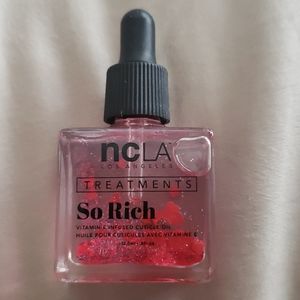 ncLA
LOS ANGELES
TREATMENTS
So Rich
VITAMIN E INFUSED CUTICLE OIL
HUILE POUR CUTICULES AVEC VITAMINE E